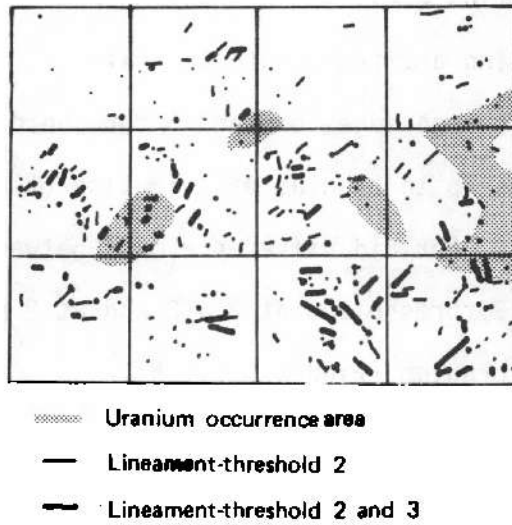 Uranium occurrence area
Lineament-threshold 2
Lineament-threshold 2 and 3